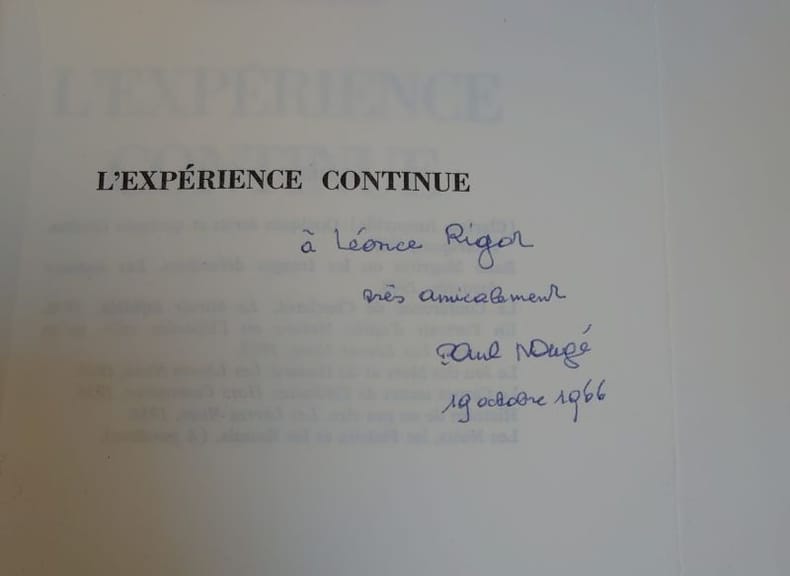 L'EXPÉRIENCE CONTINUE
à Léonce Rigot
très amicalement
Paul Nougé
19 octobre 1966